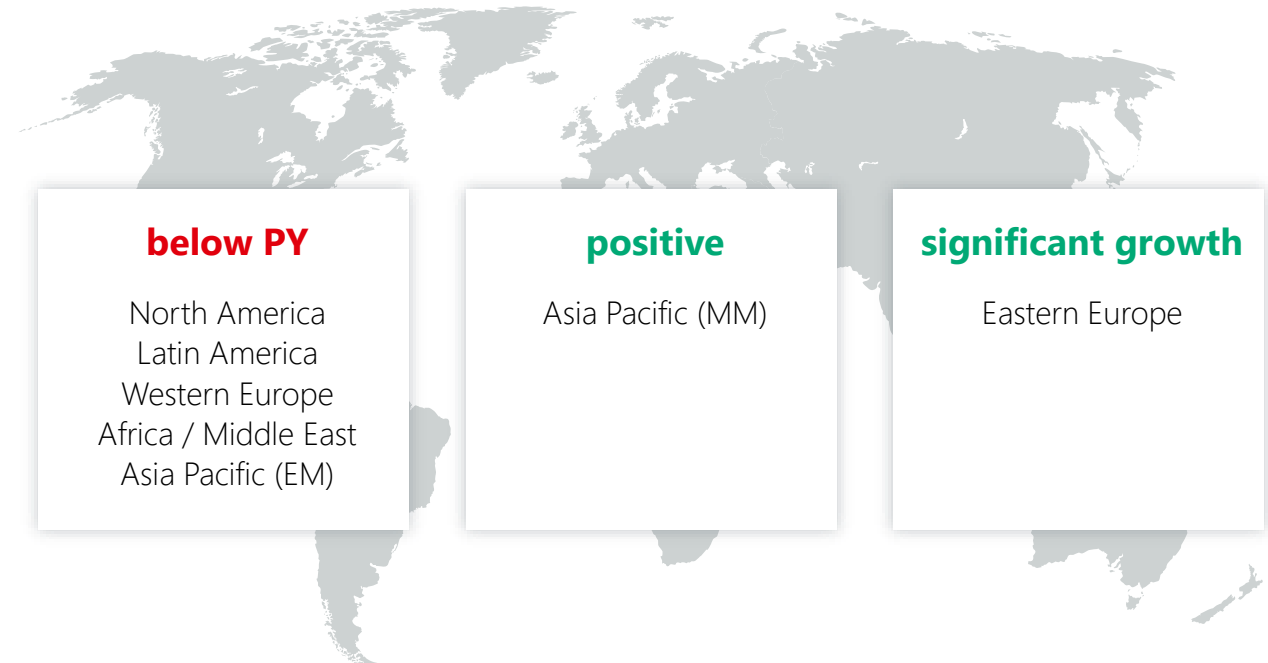 below PY
North America
Latin America
Western Europe
Africa / Middle East
Asia Pacific (EM)
positive
Asia Pacific (MM)
significant growth
Eastern Europe